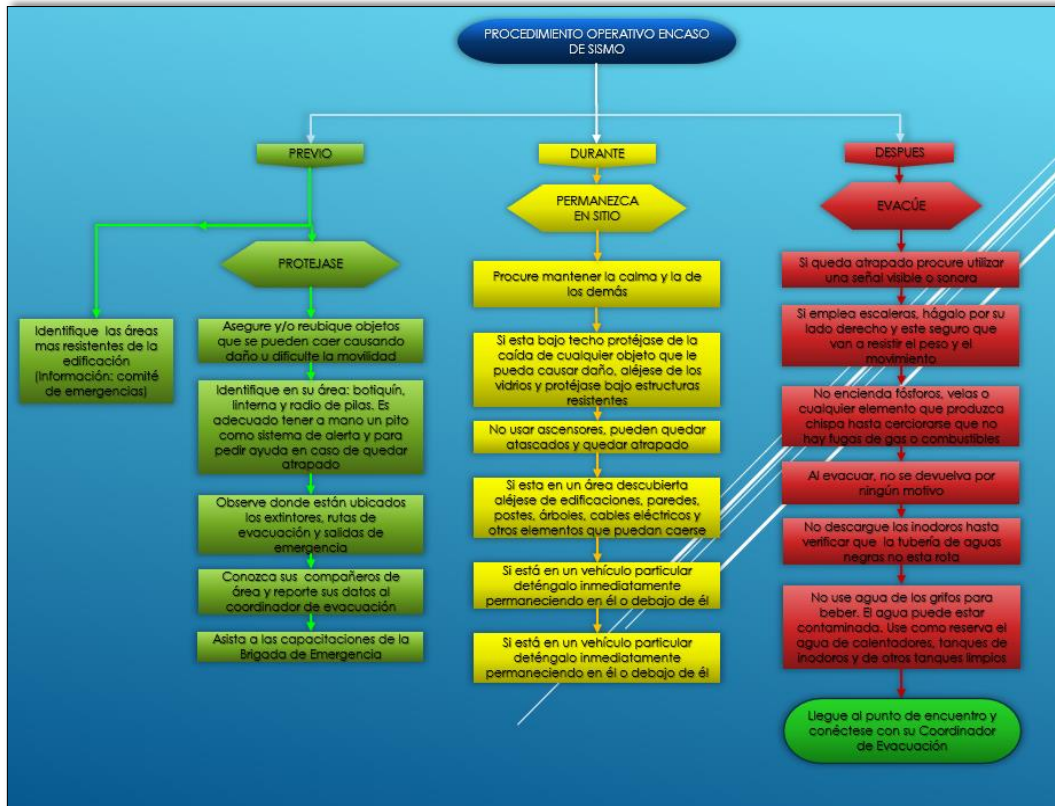 PROCEDIMIENTO OPERATIVO ENCASO
DE SISMO
PREVIO
PROTEJASE
Identifique las áreas
mas resistentes de la
edificación
(Información: comité
de emergencias)
Asegure y/o reubique objetos
que se pueden caer causando
daño u dificulte la movilidad
Identifique en su área: botiquín,
linterna y radio de pilas. Es
adecuado tener a mano un pito
como sistema de alerta y para
pedir ayuda en caso de quedar
atrapado
Observe donde están ubicados
los extintores, rutas de
evacuación y salidas de
emergencia
Conozca sus compañeros de
área y reporte sus datos al
coordinador de evacuación
Asista a las capacitaciones de la
Brigada de Emergencia
DURANTE
PERMANEZCA
EN SITIO
Procure mantener la calma y la de
los demás
Si esta bajo techo protéjase de la
caída de cualquier objeto que le
pueda causar daño, aléjese de los
vidrios y protéjase bajo estructuras
resistentes
No usar ascensores, pueden quedar
atascados y quedar atrapado
Si esta en un área descubierta
aléjese de edificaciones, paredes,
postes, árboles, cables eléctricos y
otros elementos que puedan caerse
Si está en un vehículo particular
deténgalo inmediatamente
permaneciendo en él o debajo de él
Si está en un vehículo particular
deténgalo inmediatamente
permaneciendo en él o debajo de él
DESPUES
EVACÚE
Si queda atrapado procure utilizar
una señal visible o sonora
Si emplea escaleras, hágalo por su
lado derecho y este seguro que
van a resistir el peso y el
movimiento
No encienda fósforos, velas o
cualquier elemento que produzca
chispa hasta cerciorarse que no
hay fugas de gas o combustibles
Al evacuar, no se devuelva por
ningún motivo
No descargue los inodoros hasta
verificar que la tubería de aguas
negras no esta rota
No use agua de los grifos para
beber. El agua puede estar
contaminada. Use como reserva el
agua de calentadores, tanques de
inodoros y de otros tanques limpios
Llegue al punto de encuentro y
conéctese con su Coordinador
de Evacuación